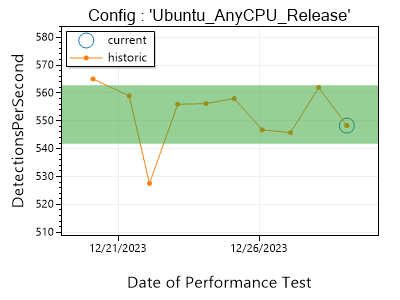 Config : 'Ubuntu_AnyCPU_Release'
current
historic
DetectionsPerSecond
580
570
560
550
540
530
520
510
12/21/2023
12/26/2023
Date of Performance Test